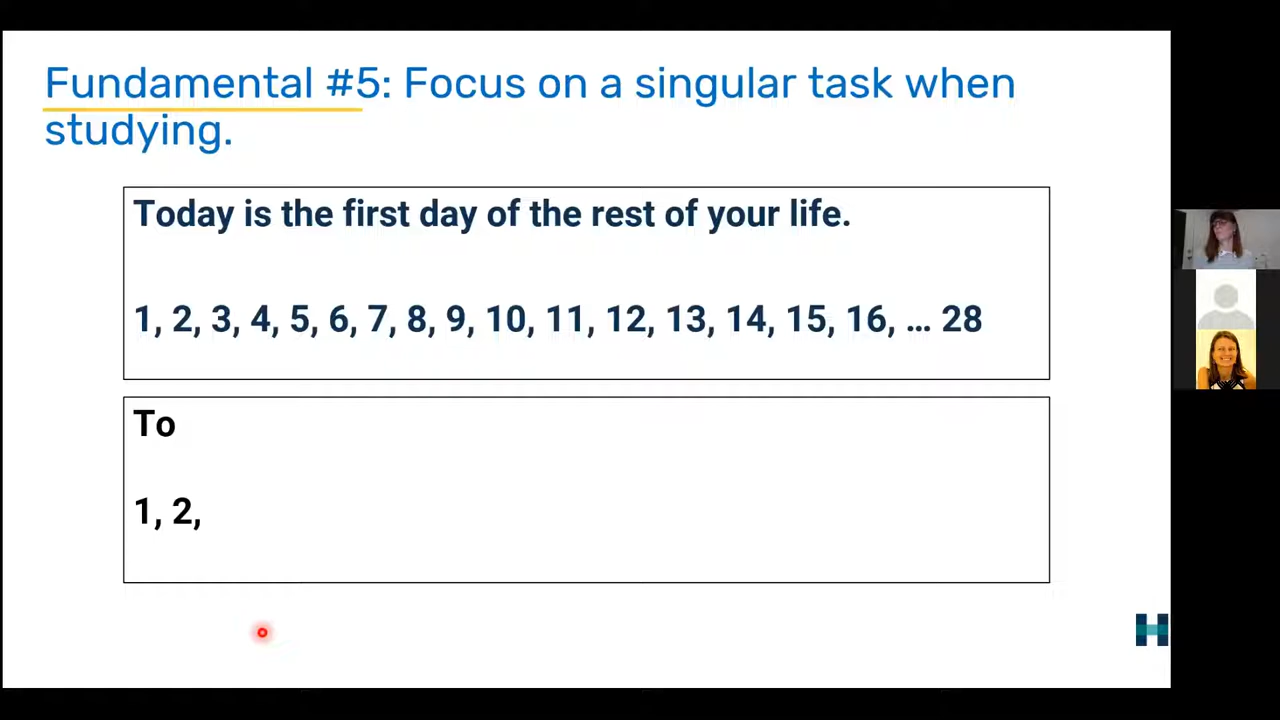 Fundamental #5: Focus on a singular task when
studying.
Today is the first day of the rest of your life.
1, 2, 3, 4, 5, 6, 7, 8, 9, 10, 11, 12, 13, 14, 15, 16, … 28
To
1, 2,
H